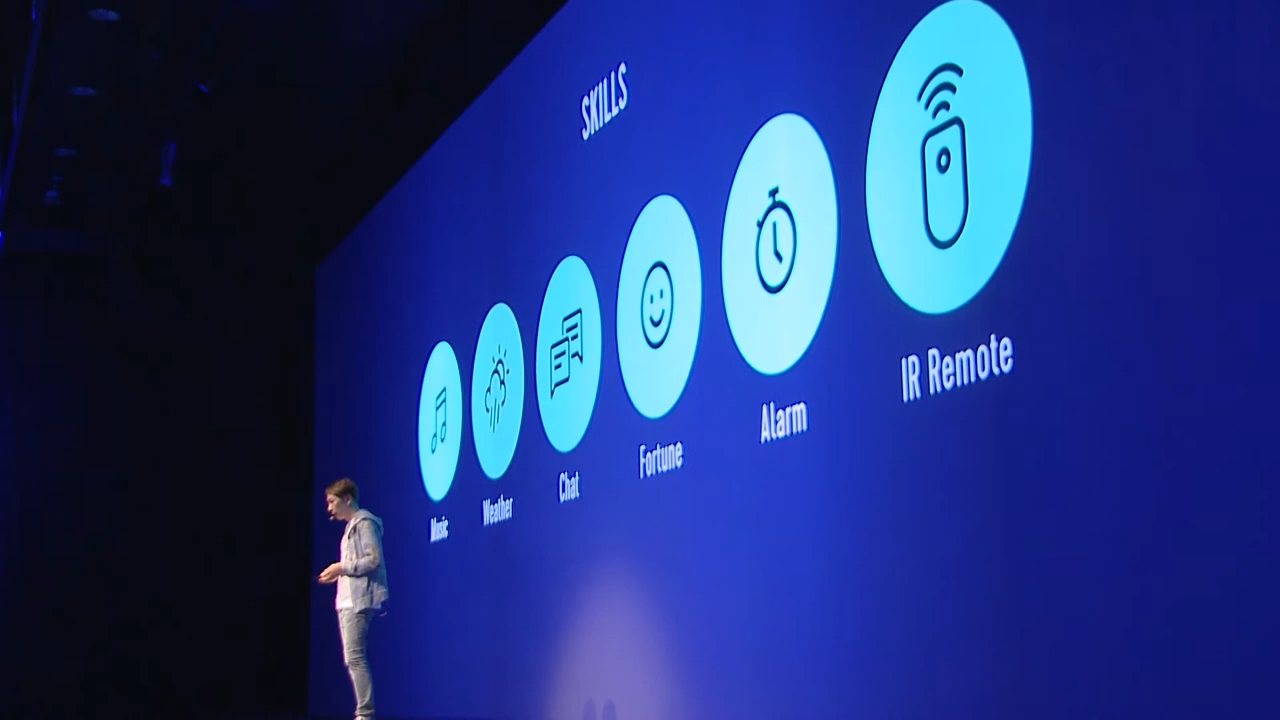 SKILLS
Music
Weather
Chat
Fortune
Alarm
IR Remote